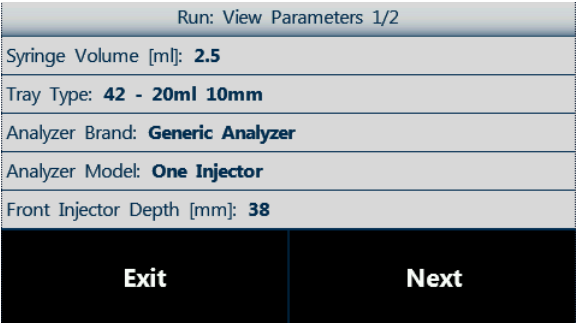 Run: View Parameters 1/2
Syringe Volume [ml]: 2.5
Tray Type: 42 - 20ml 10mm
Analyzer Brand: Generic Analyzer
Analyzer Model: One Injector
Front Injector Depth [mm]: 38
Exit Next